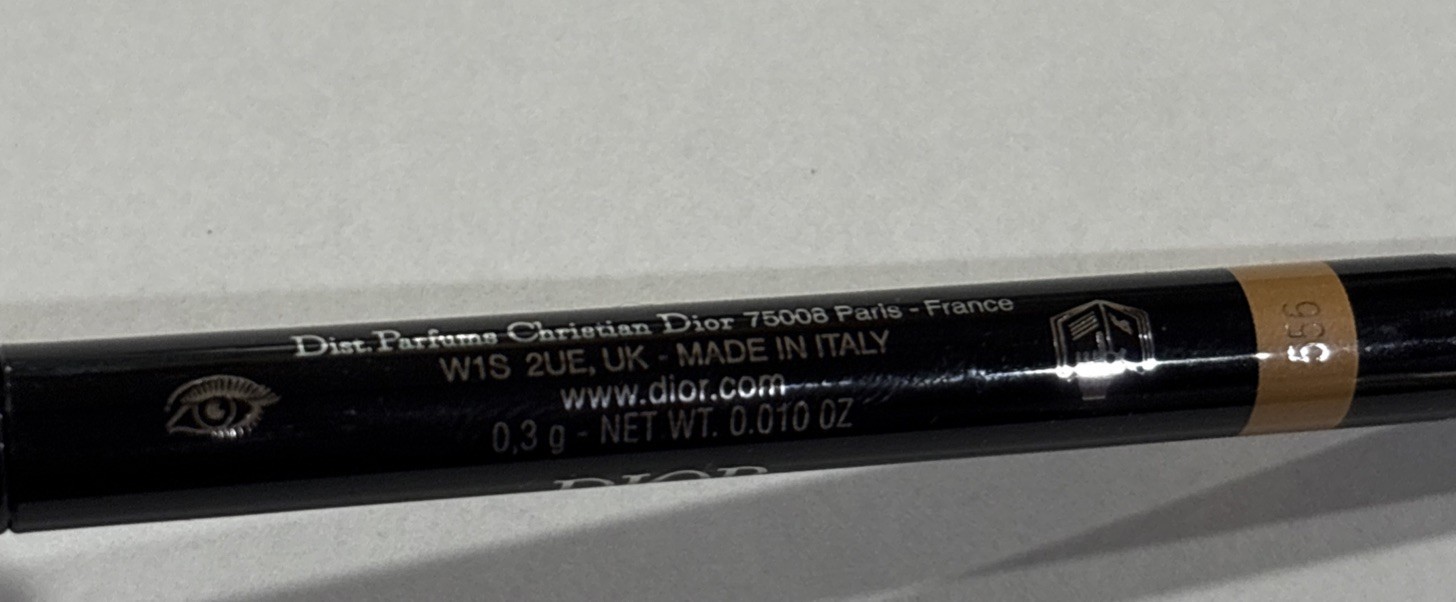 Dist. Parfums Christian Dior 75008 Paris - France
W1S 2UE, UK - MADE IN ITALY
www.dior.com
0,3 g - NET WT. 0.010 OZ
DIOR
556